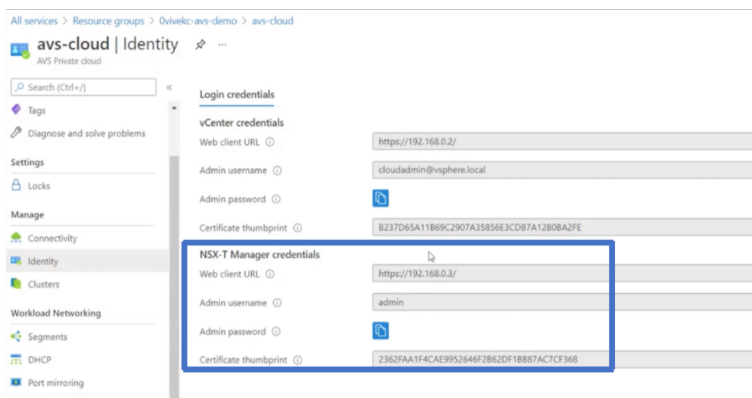 All services > Resource groups > 0vivekc-avs-demo > avs-cloud
avs-cloud | Identity ...
AVS Private cloud
Search (Ctrl+/)
«
Tags
Diagnose and solve problems
Settings
Locks
Manage
Connectivity
Identity
Clusters
Workload Networking
Segments
DHCP
Port mirroring
Login credentials
vCenter credentials
Web client URL https://192.168.0.2/
Admin username cloudadmin@vsphere.local
Admin password
Certificate thumbprint B237D65A11B69C2907A35856E3CDB7A12B0BA2FE
NSX-T Manager credentials
Web client URL https://192.168.0.3/
Admin username admin
Admin password
Certificate thumbprint 2362FAA1F4CAE9952646F2B62DF1BB87AC7CF368